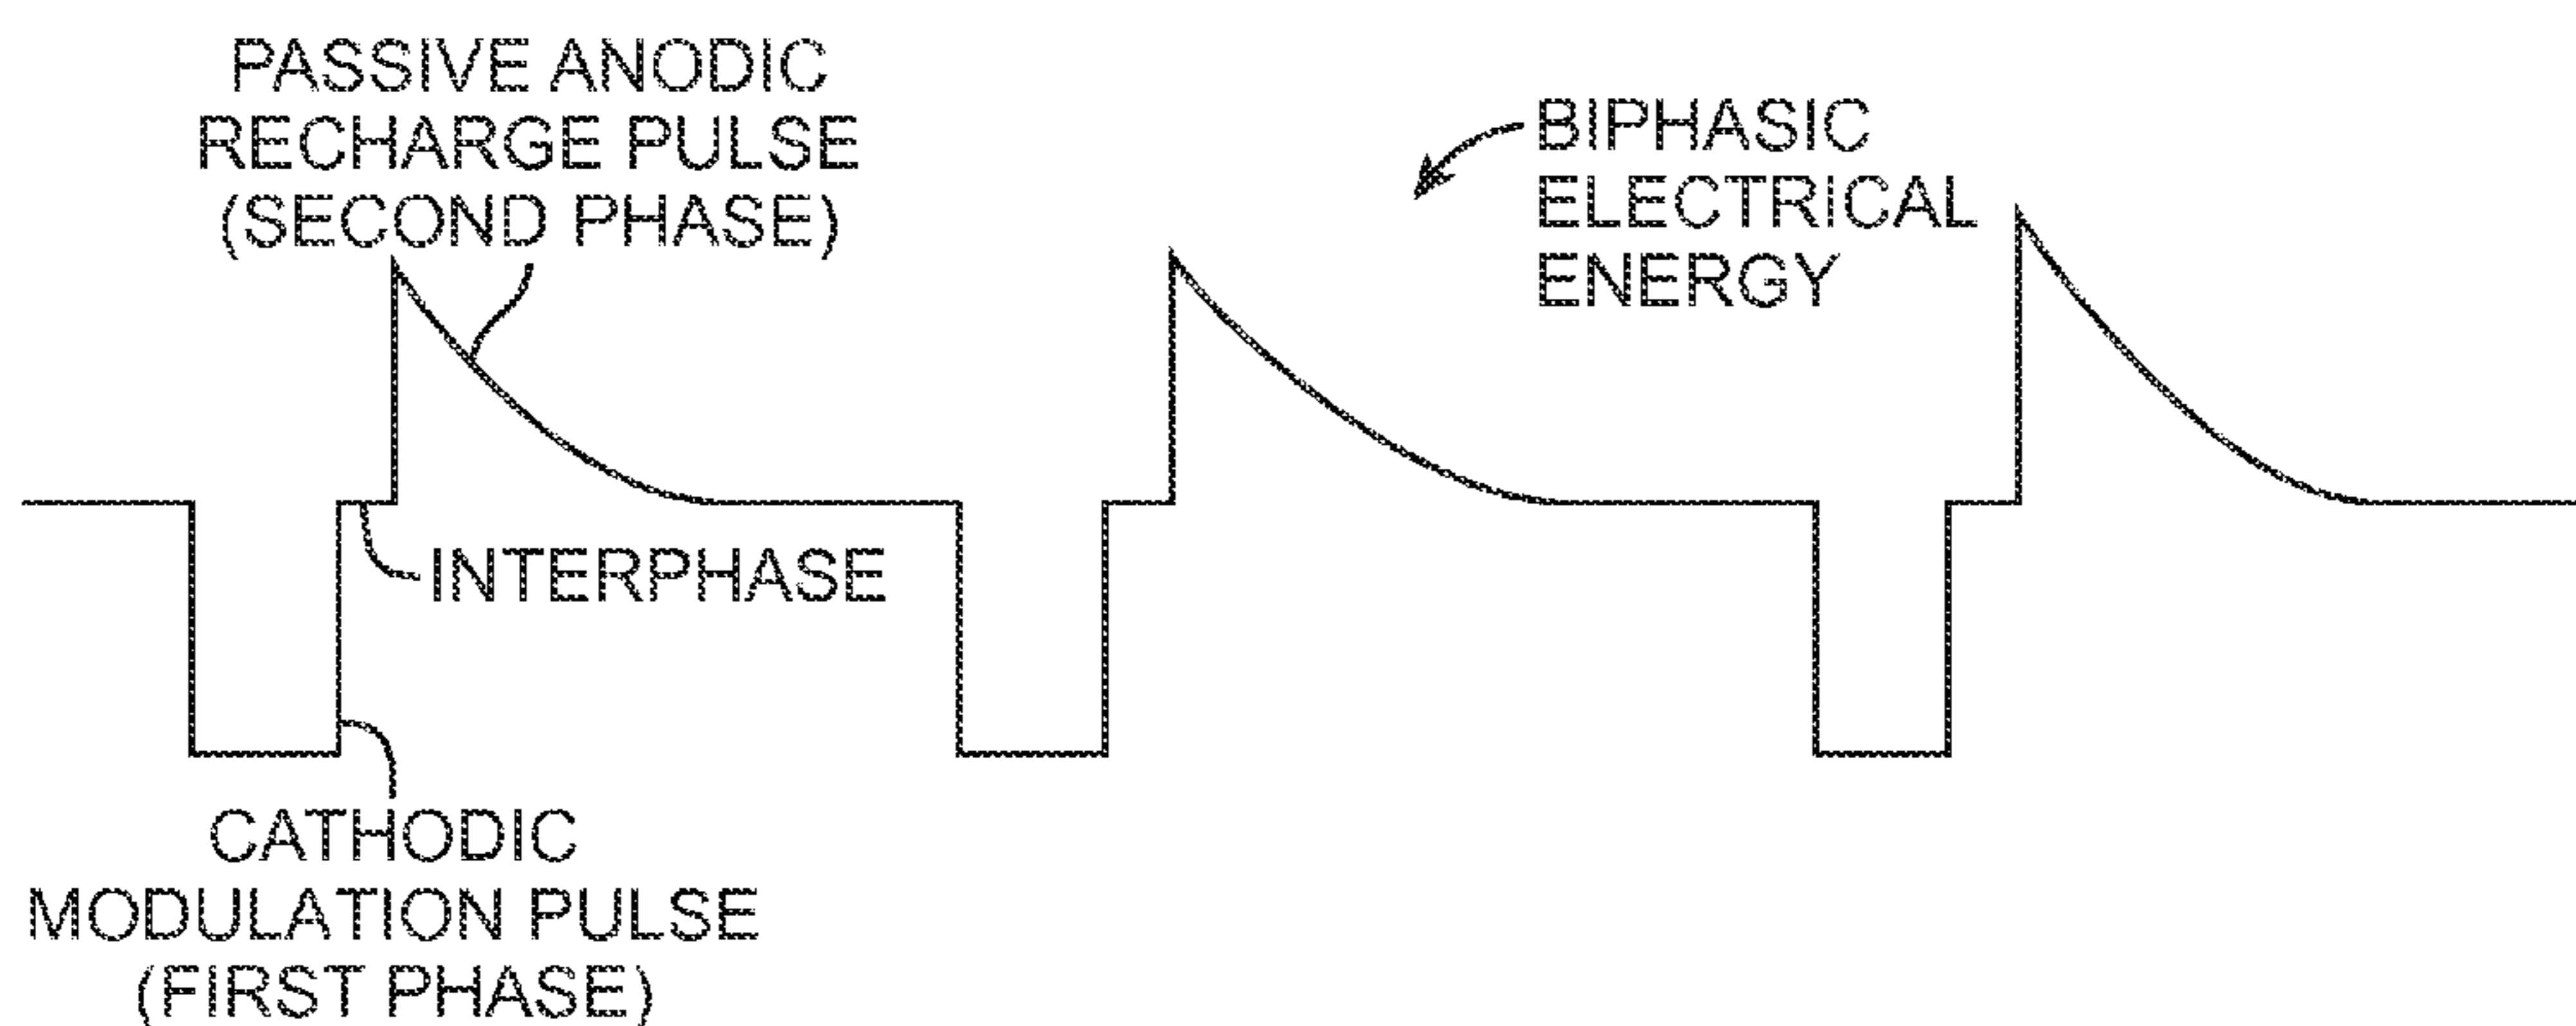 PASSIVE ANODIC
RECHARGE PULSE
(SECOND PHASE)
BIPHASIC
ELECTRICAL
ENERGY
INTERPHASE
CATHODIC
MODULATION PULSE
(FIRST PHASE)